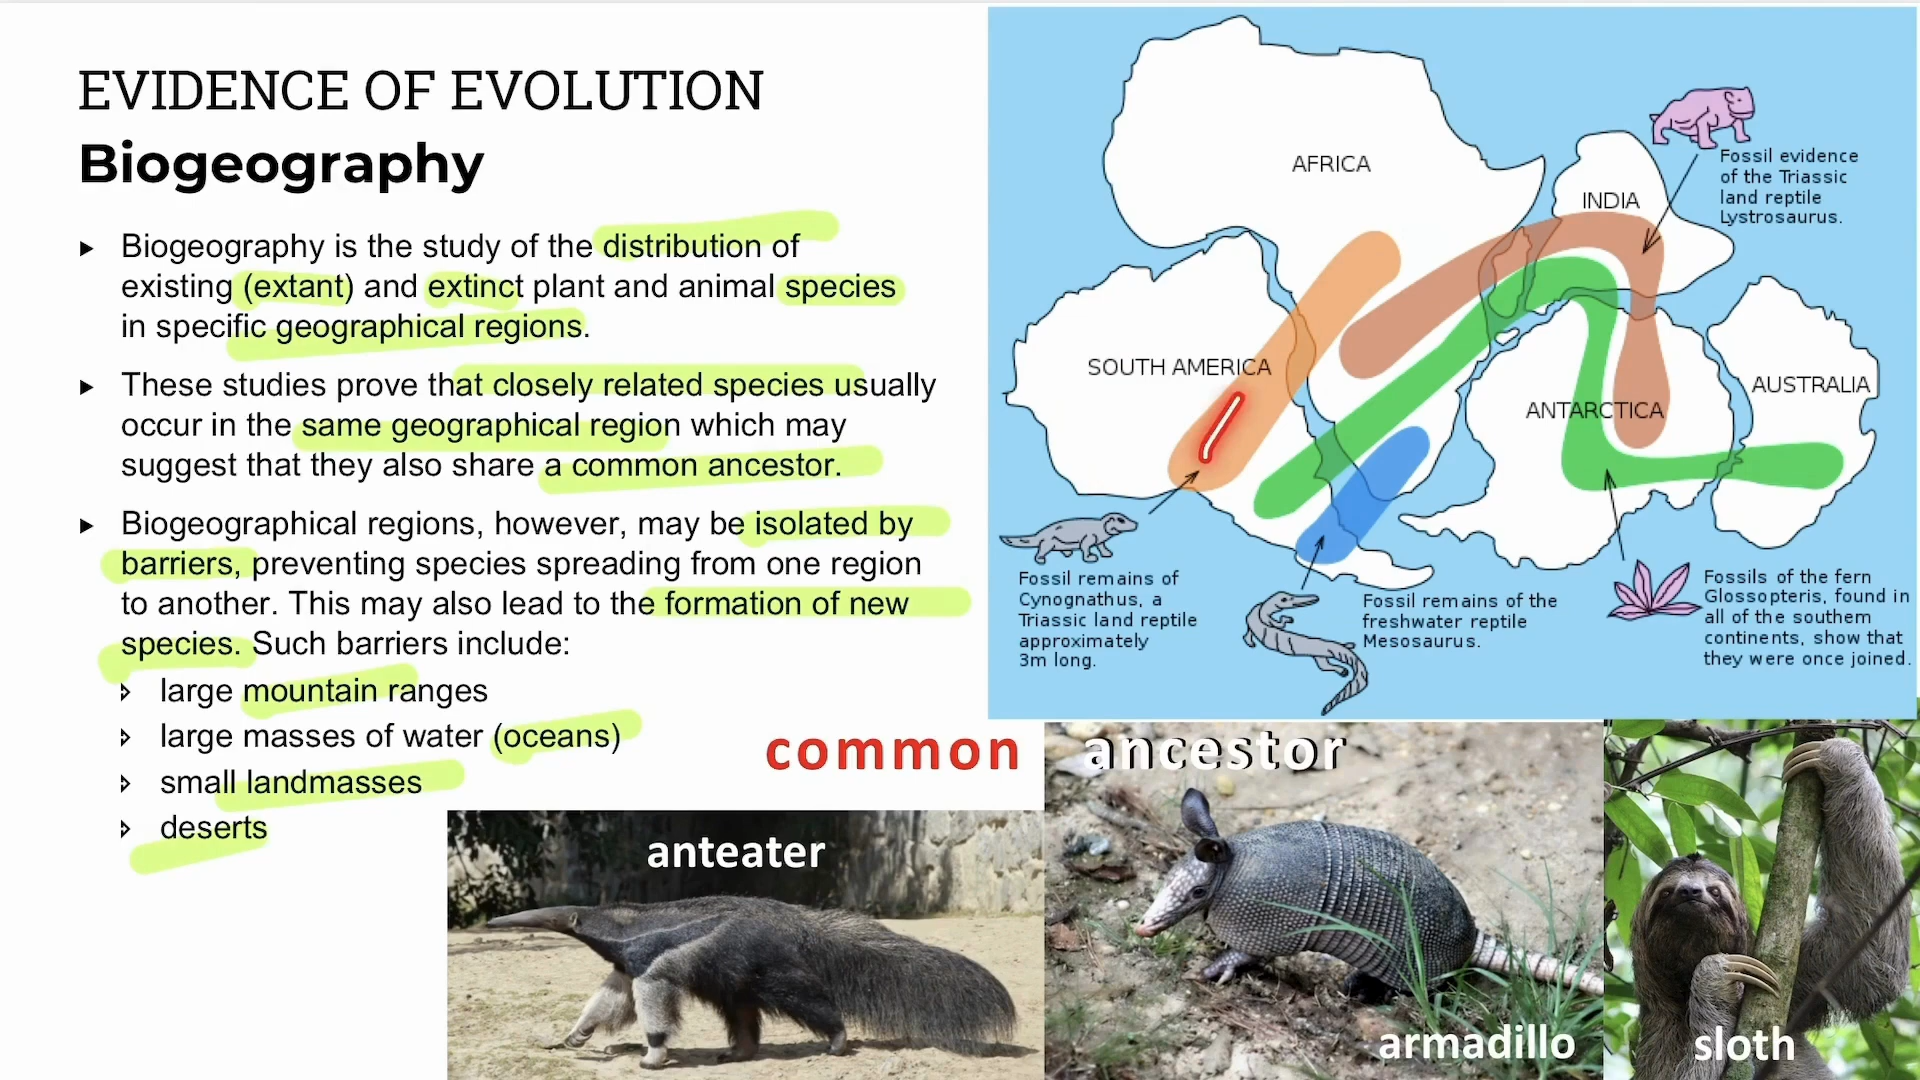 EVIDENCE OF EVOLUTION
Biogeography
Biogeography is the study of the distribution of
existing (extant) and extinct plant and animal species
in specific geographical regions.
These studies prove that closely related species usually
occur in the same geographical region which may
suggest that they also share a common ancestor.
Biogeographical regions, however, may be isolated by
barriers, preventing species spreading from one region
to another. This may also lead to the formation of new
species. Such barriers include:
large mountain ranges
large masses of water (oceans)
small landmasses
deserts
AFRICA
INDIA
SOUTH AMERICA
ANTARCTICA
AUSTRALIA
Fossil evidence
of the Triassic
land reptile
Lystrosaurus.
Fossil remains of
Cynognathus, a
Triassic land reptile
approximately
3m long.
Fossil remains of the
freshwater reptile
Mesosaurus.
Fossils of the fern
Glossopteris, found in
all of the southern
continents, show that
they were once joined.
common ancestor
anteater
armadillo
sloth